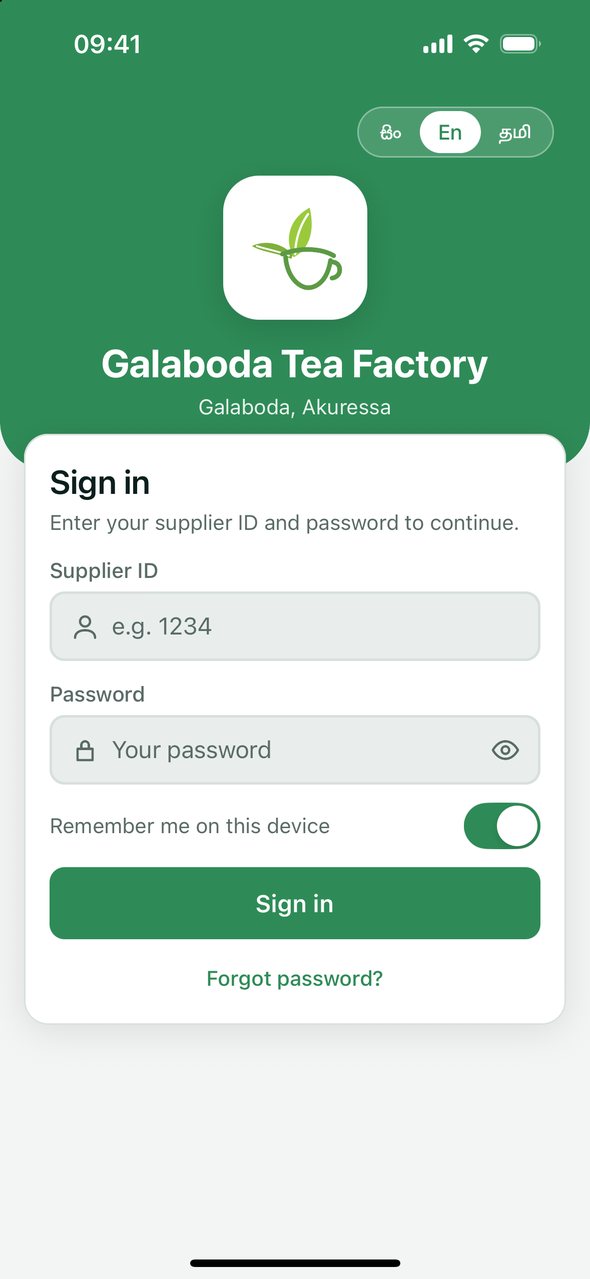 09:41
සිං En தமி
Galaboda Tea Factory
Galaboda, Akuressa
Sign in
Enter your supplier ID and password to continue.
Supplier ID
e.g. 1234
Password
Your password
Remember me on this device
Sign in
Forgot password?